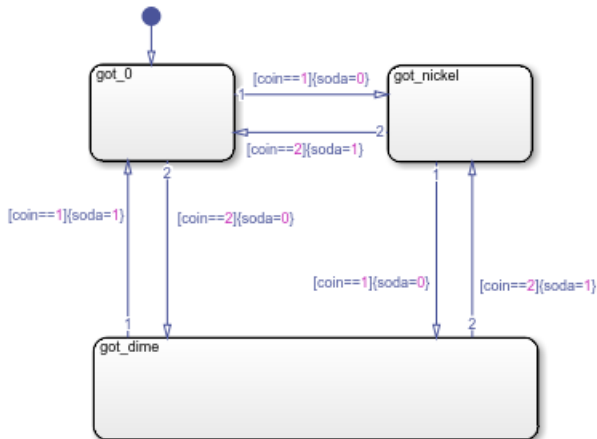 got_0
got_nickel
[coin==1]{soda=0}
1
2
[coin==2]{soda=1}
2
1
[coin==1]{soda=1}
[coin==2]{soda=0}
[coin==1]{soda=0}
[coin==2]{soda=1}
1
2
got_dime